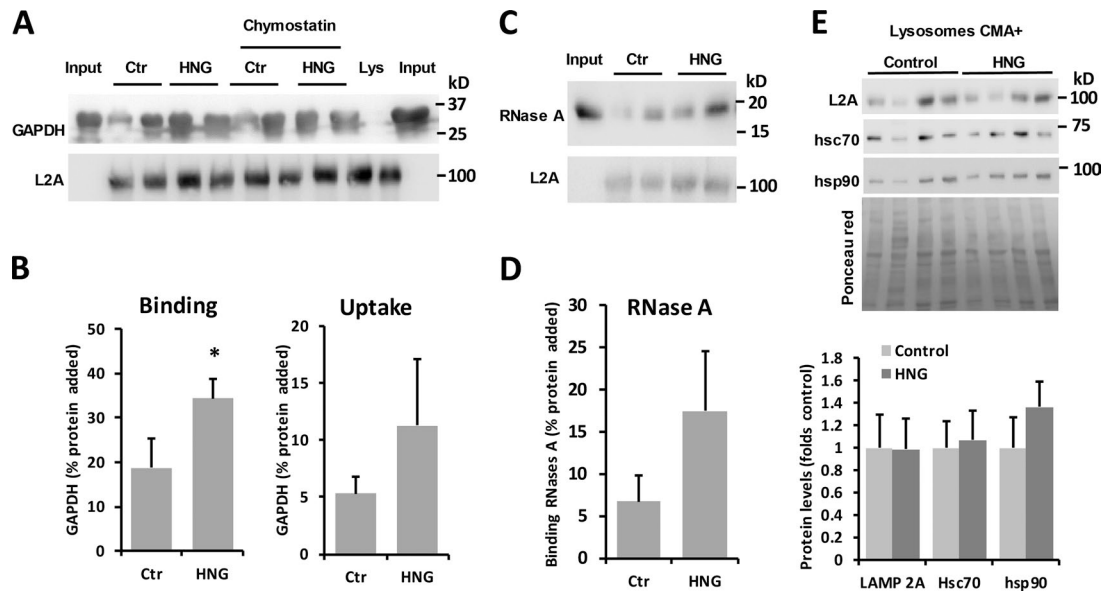 A
Chymostatin
Input Ctr HNG Ctr HNG Lys Input
kD
GAPDH
37
25
L2A
100
B
Binding
GAPDH (% protein added)
50
40
30
20
10
0
*
Ctr HNG
Uptake
GAPDH (% protein added)
20
15
10
5
0
Ctr HNG
C
Input Ctr HNG
kD
RNase A
20
15
L2A
100
D
RNase A
Binding RNases A (% protein added)
30
25
20
15
10
5
0
Ctr HNG
E
Lysosomes CMA+
Control HNG
kD
L2A
100
hsc70
75
hsp90
100
Ponceau red
Control
HNG
Protein levels (folds control)
1.8
1.6
1.4
1.2
1
0.8
0.6
0.4
0.2
0
LAMP 2A Hsc70 hsp90